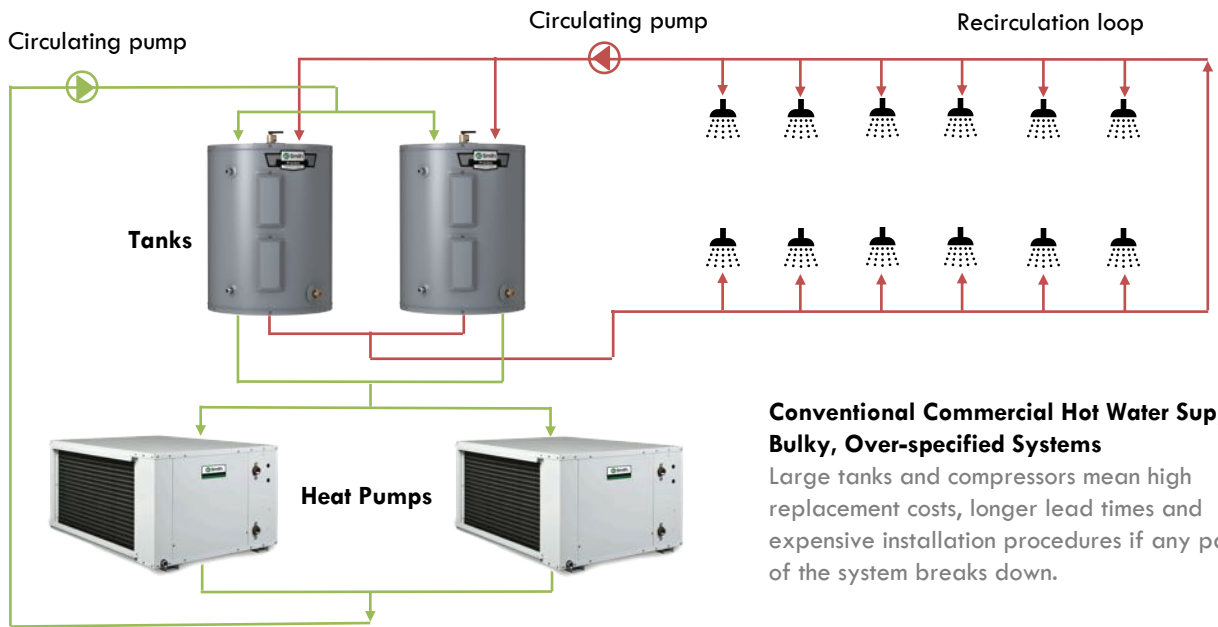 Circulating pump
Circulating pump
Recirculation loop
Tanks
Heat Pumps
Conventional Commercial Hot Water Sup
Bulky, Over-specified Systems
Large tanks and compressors mean high
replacement costs, longer lead times and
expensive installation procedures if any
of the system breaks down.